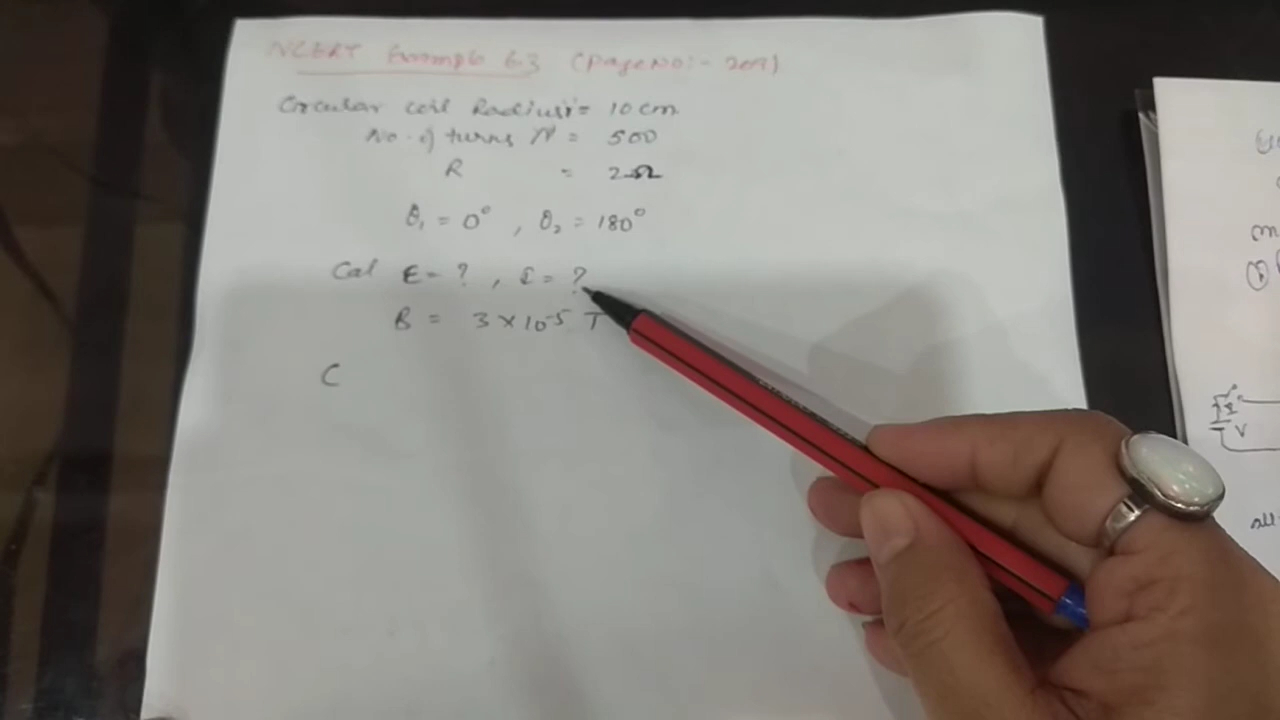 NCERT Example 6.3 (Page No:- 209)
Circular coil Radius = 10 cm
No. of turns N = 500
R = 2Ω
θ₁ = 0° , θ₂ = 180°
Cal ε = ? , I = ?
B = 3 × 10⁻⁵ T
C
V
all